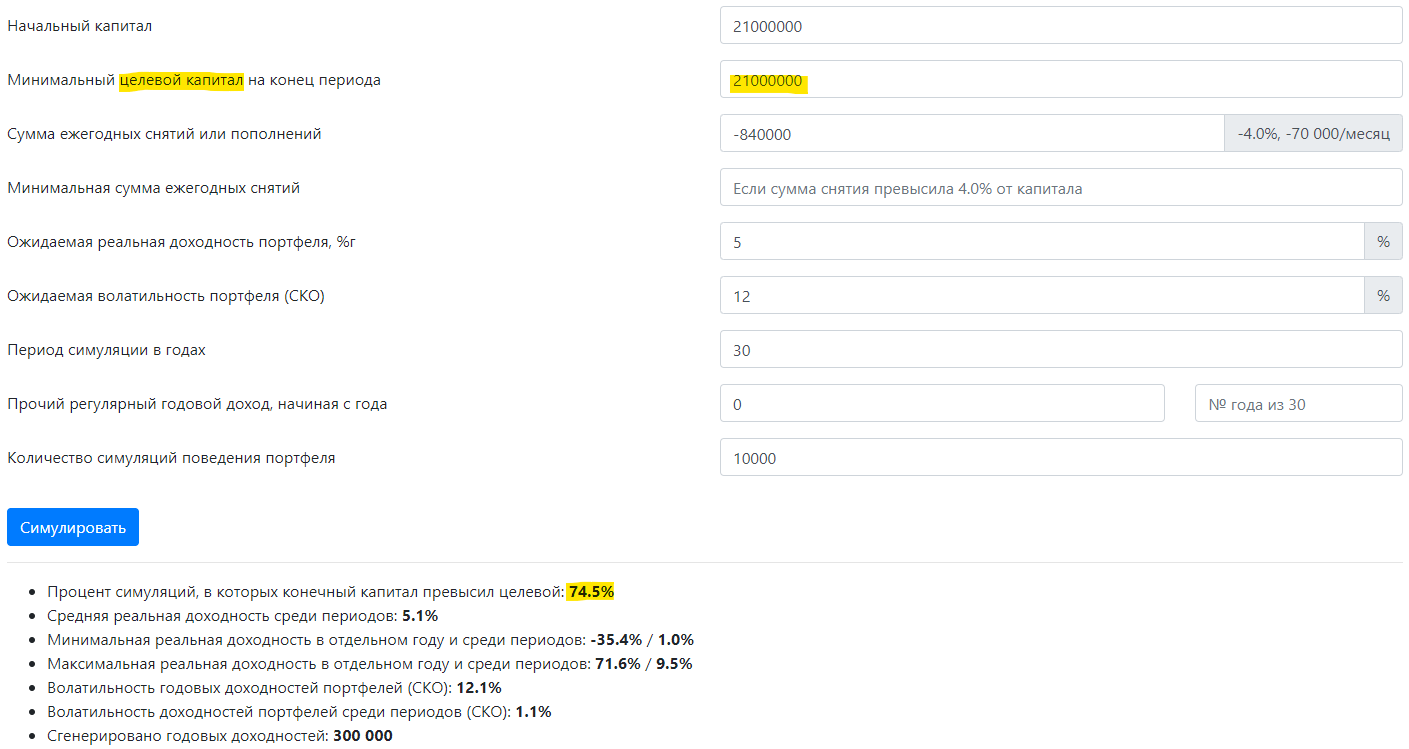 Начальный капитал 21000000
Минимальный целевой капитал на конец периода 21000000
Сумма ежегодных снятий или пополнений -840000 -4.0%, -70 000/месяц
Минимальная сумма ежегодных снятий Если сумма снятия превысила 4.0% от капитала
Ожидаемая реальная доходность портфеля, %г 5 %
Ожидаемая волатильность портфеля (СКО) 12 %
Период симуляции в годах 30
Прочий регулярный годовой доход, начиная с года 0 № года из 30
Количество симуляций поведения портфеля 10000
Симулировать
• Процент симуляций, в которых конечный капитал превысил целевой: 74.5%
• Средняя реальная доходность среди периодов: 5.1%
• Минимальная реальная доходность в отдельном году и среди периодов: -35.4% / 1.0%
• Максимальная реальная доходность в отдельном году и среди периодов: 71.6% / 9.5%
• Волатильность годовых доходностей портфелей (СКО): 12.1%
• Волатильность доходностей портфелей среди периодов (СКО): 1.1%
• Сгенерировано годовых доходностей: 300 000